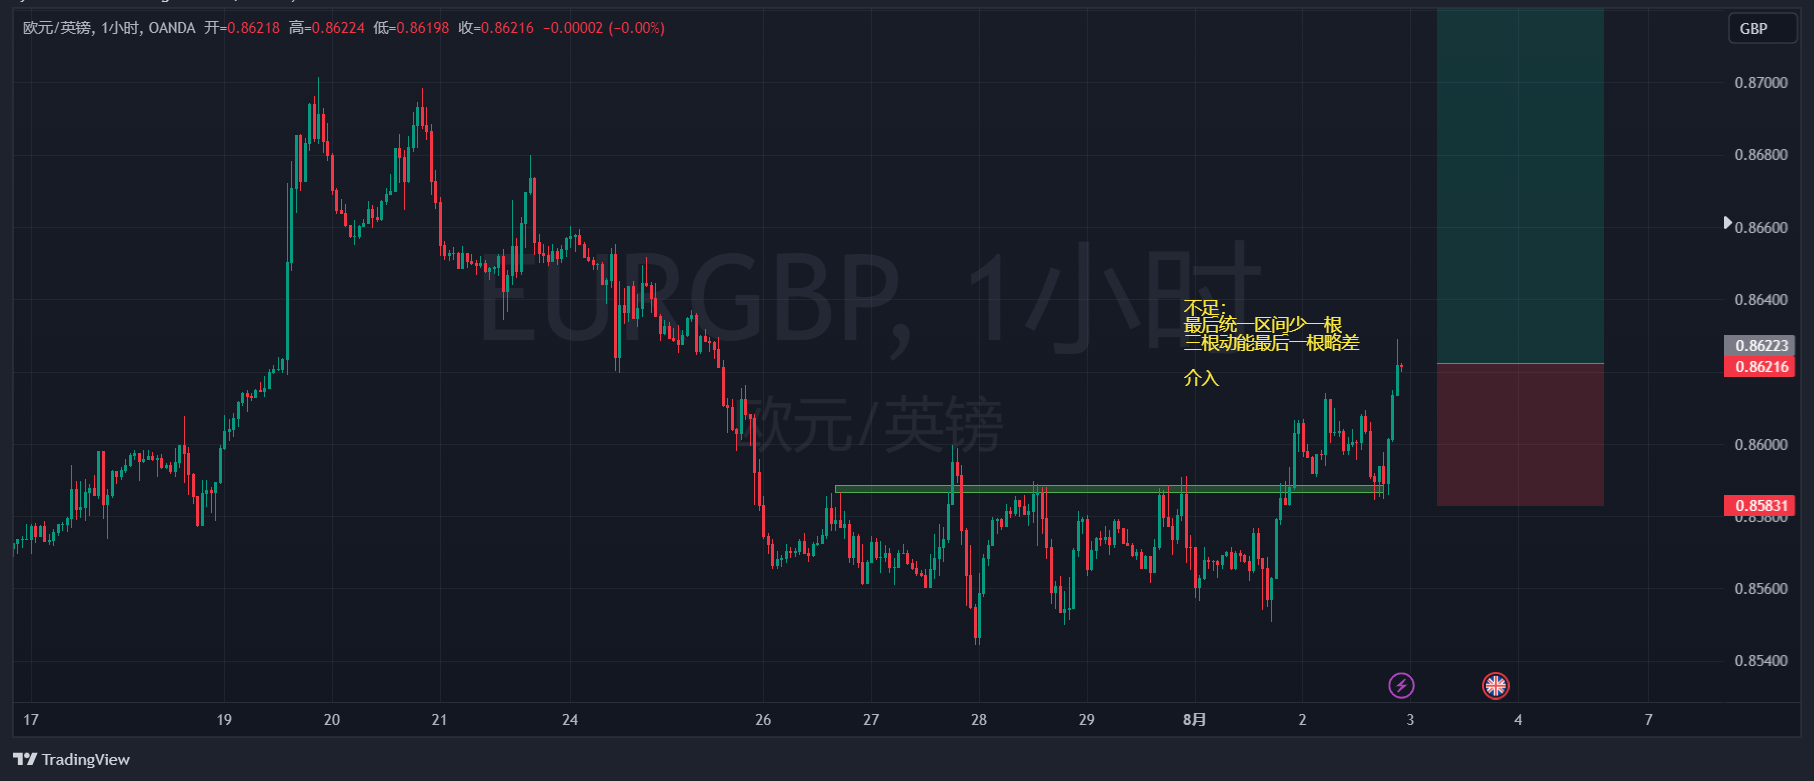 欧元/英镑, 1小时, OANDA 开=0.86218 高=0.86224 低=0.86198 收=0.86216 −0.00002 (−0.00%)
GBP
0.87000
0.86800
0.86600
0.86400
0.86223
0.86216
0.86000
0.85831
0.85800
0.85600
0.85400
EURGBP, 1小时
欧元/英镑
不足：
最后统一区间少一根
三根动能最后一根略差
介入
17 19 20 21 24 26 27 28 29 8月 2 3 4 7
TradingView